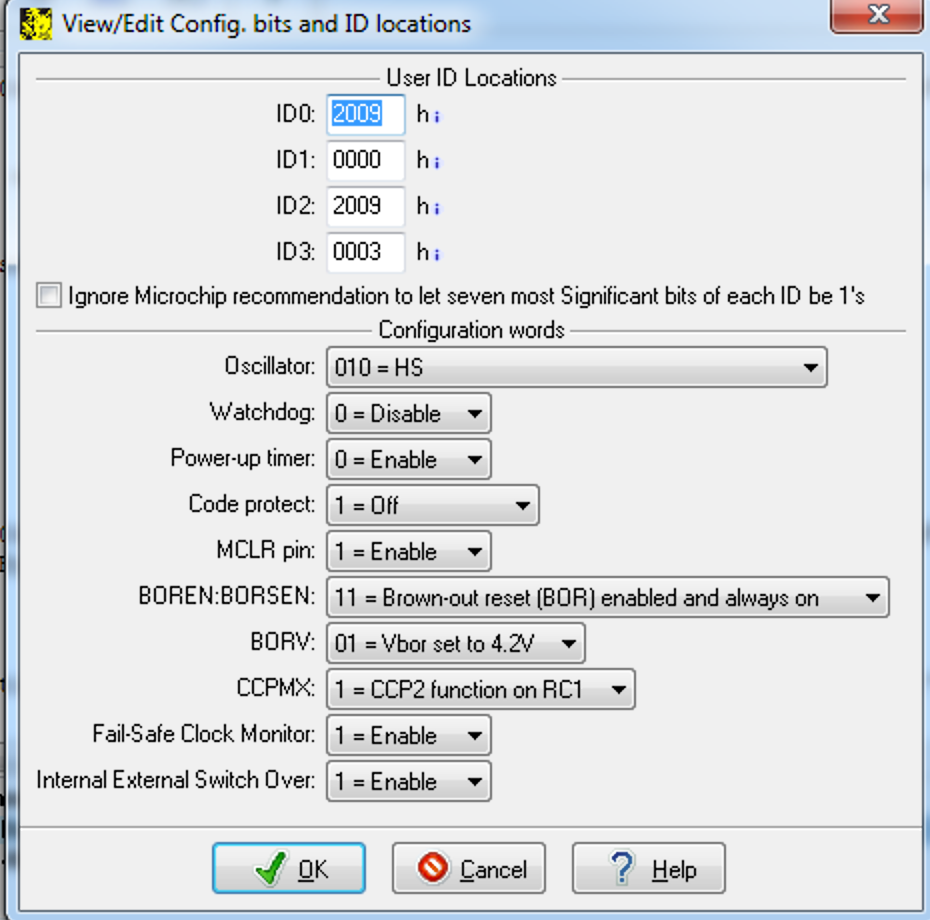 View/Edit Config. bits and ID locations
User ID Locations
ID0: 2009 h i
ID1: 0000 h i
ID2: 2009 h i
ID3: 0003 h i
Ignore Microchip recommendation to let seven most Significant bits of each ID be 1's
Configuration words
Oscillator: 010 = HS
Watchdog: 0 = Disable
Power-up timer: 0 = Enable
Code protect: 1 = Off
MCLR pin: 1 = Enable
BOREN:BORSEN: 11 = Brown-out reset (BOR) enabled and always on
BORV: 01 = Vbor set to 4.2V
CCPMX: 1 = CCP2 function on RC1
Fail-Safe Clock Monitor: 1 = Enable
Internal External Switch Over: 1 = Enable
OK Cancel Help